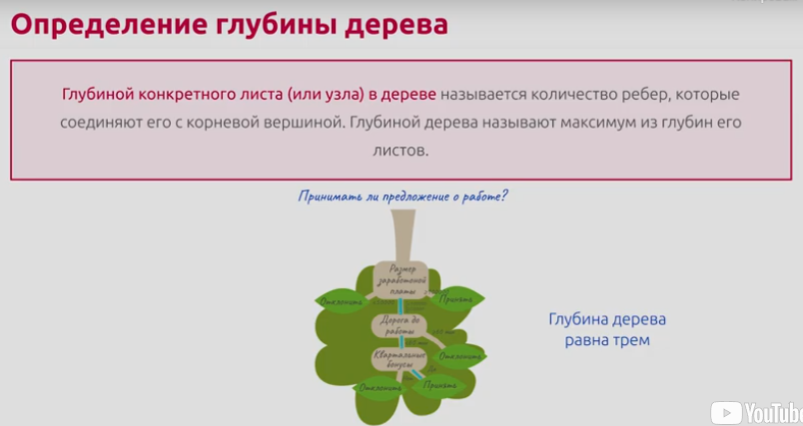 Определение глубины дерева
Глубиной конкретного листа (или узла) в дереве называется количество ребер, которые
соединяют его с корневой вершиной. Глубиной дерева называют максимум из глубин его
листов.
Принимать ли предложение о работе?
Размер
заработной
платы
Отклонить
Принять
Дорога до
работы
Квартальные
бонусы
Отклонить
Отклонить
Принять
Глубина дерева
равна трем
YouTube